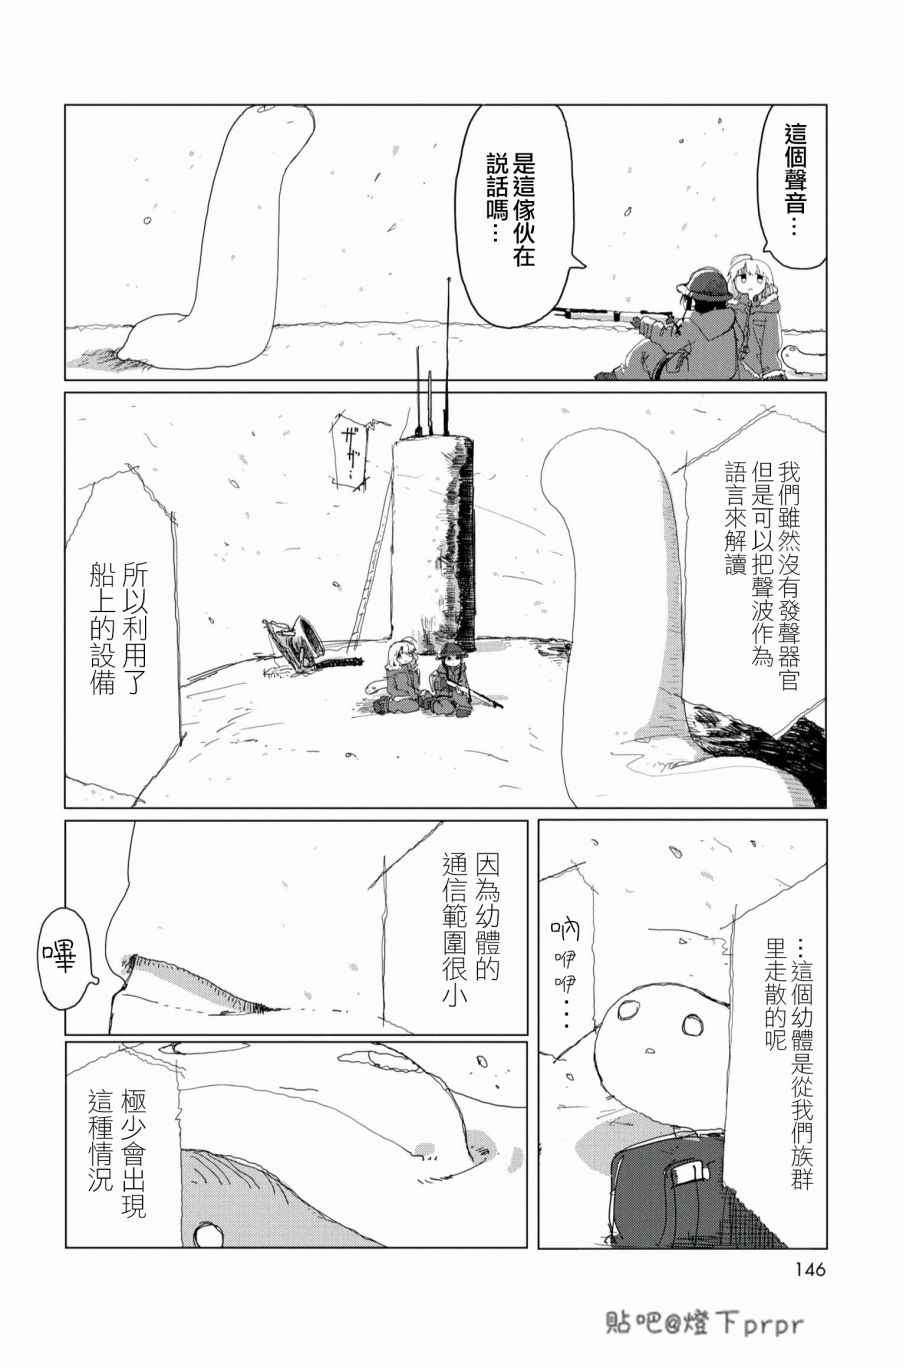 這個聲音…
是這傢伙在
說話嗎…
我們雖然沒有發聲器官
但是可以把聲波作為
語言來解讀
ザザ…
所以利用了
船上的設備
…這個幼體是從我們族群
里走散的呢
吶咿咿…
因為幼體的
通信範圍很小
嗶
極少會出現
這種情況
146
貼吧@燈下prpr